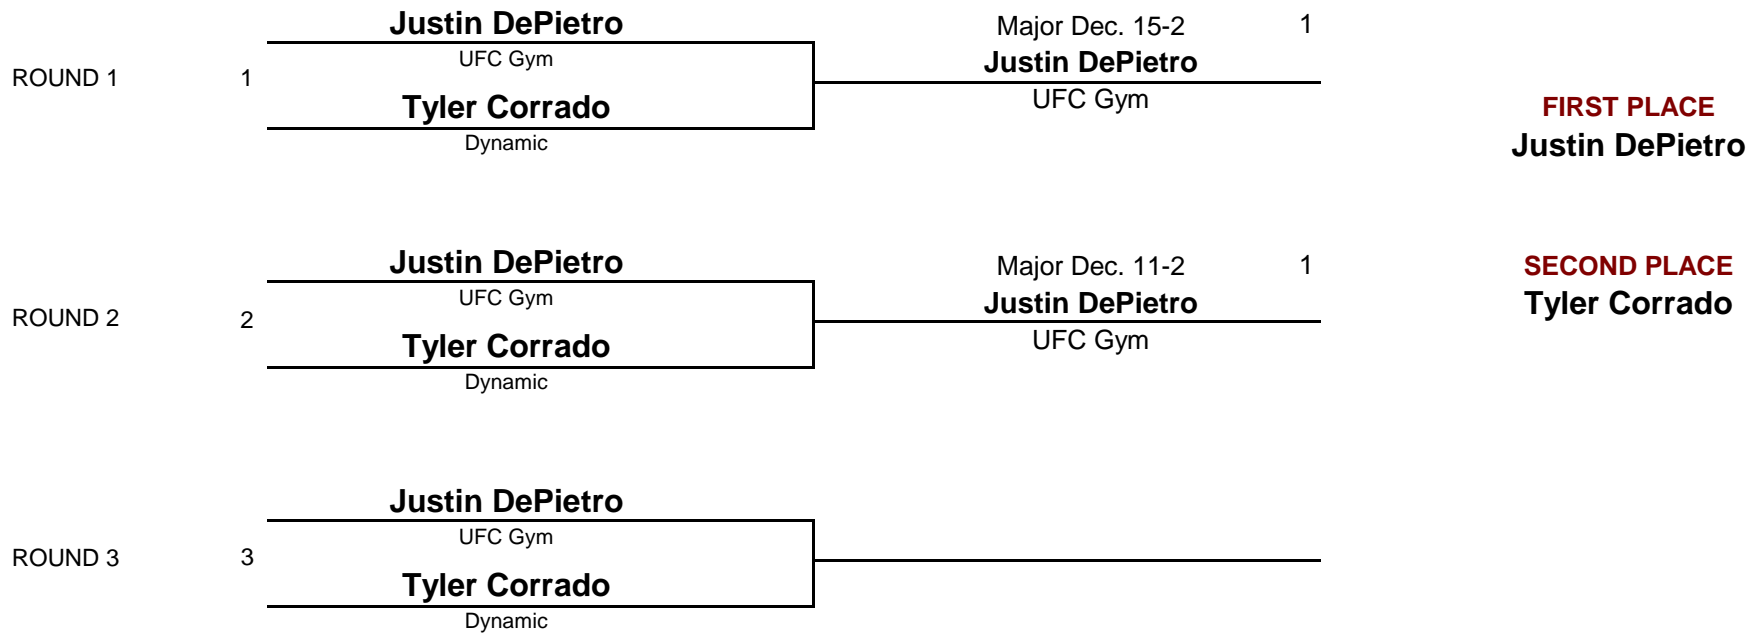 Justin DePietro
UFC Gym
ROUND 1
1
Tyler Corrado
Dynamic
Major Dec. 15-2
1
Justin DePietro
UFC Gym
FIRST PLACE
Justin DePietro
Justin DePietro
UFC Gym
ROUND 2
2
Tyler Corrado
Dynamic
Major Dec. 11-2
1
Justin DePietro
UFC Gym
SECOND PLACE
Tyler Corrado
Justin DePietro
UFC Gym
ROUND 3
3
Tyler Corrado
Dynamic